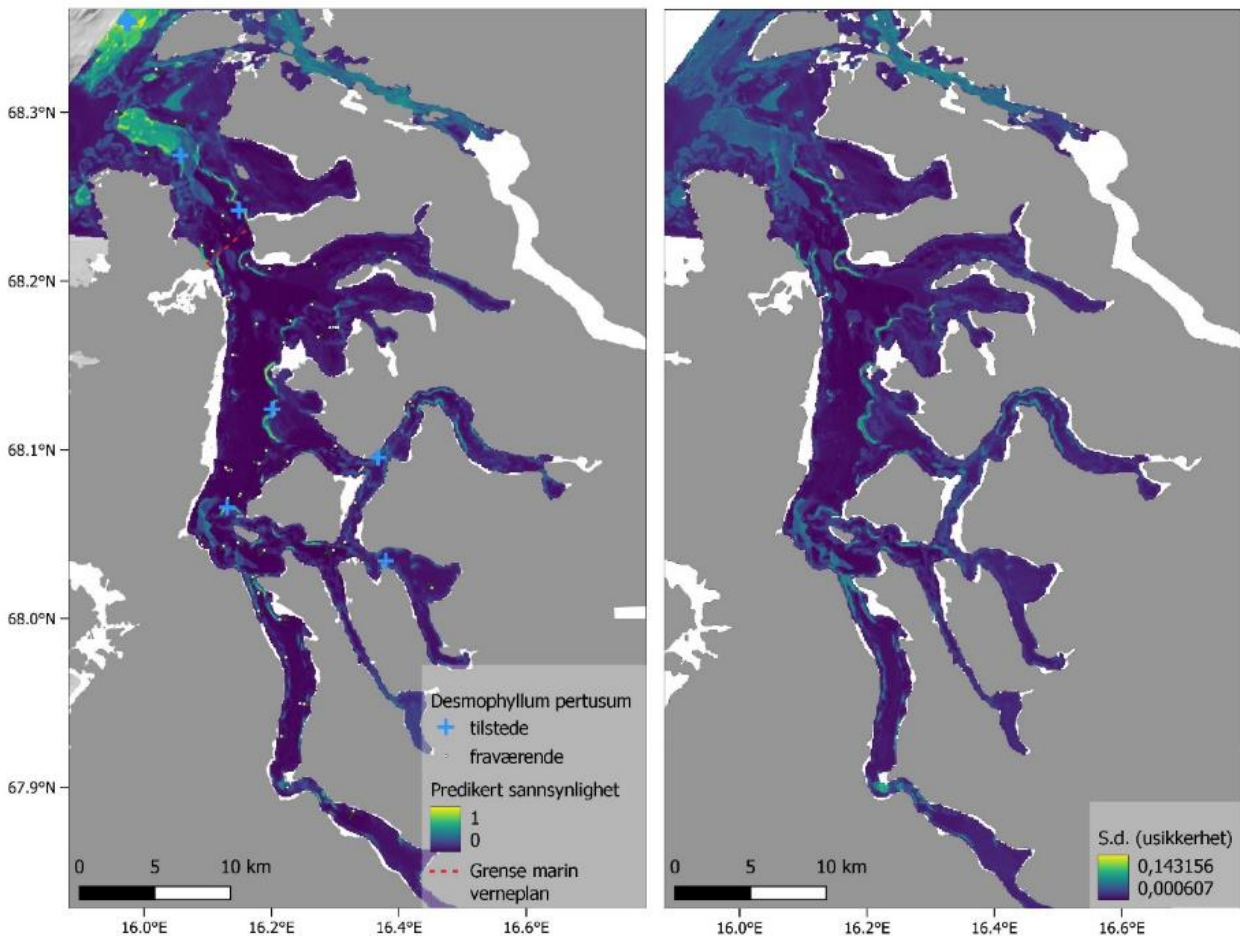 68.3°N
68.2°N
68.1°N
68.0°N
67.9°N
Desmophyllum pertusum
tilstede
fraværende
Predikert sannsynlighet
1
0
Grense marin
verneplan
0 5 10 km
16.0°E 16.2°E 16.4°E 16.6°E
S.d. (usikkerhet)
0,143156
0,000607
0 5 10 km
16.0°E 16.2°E 16.4°E 16.6°E